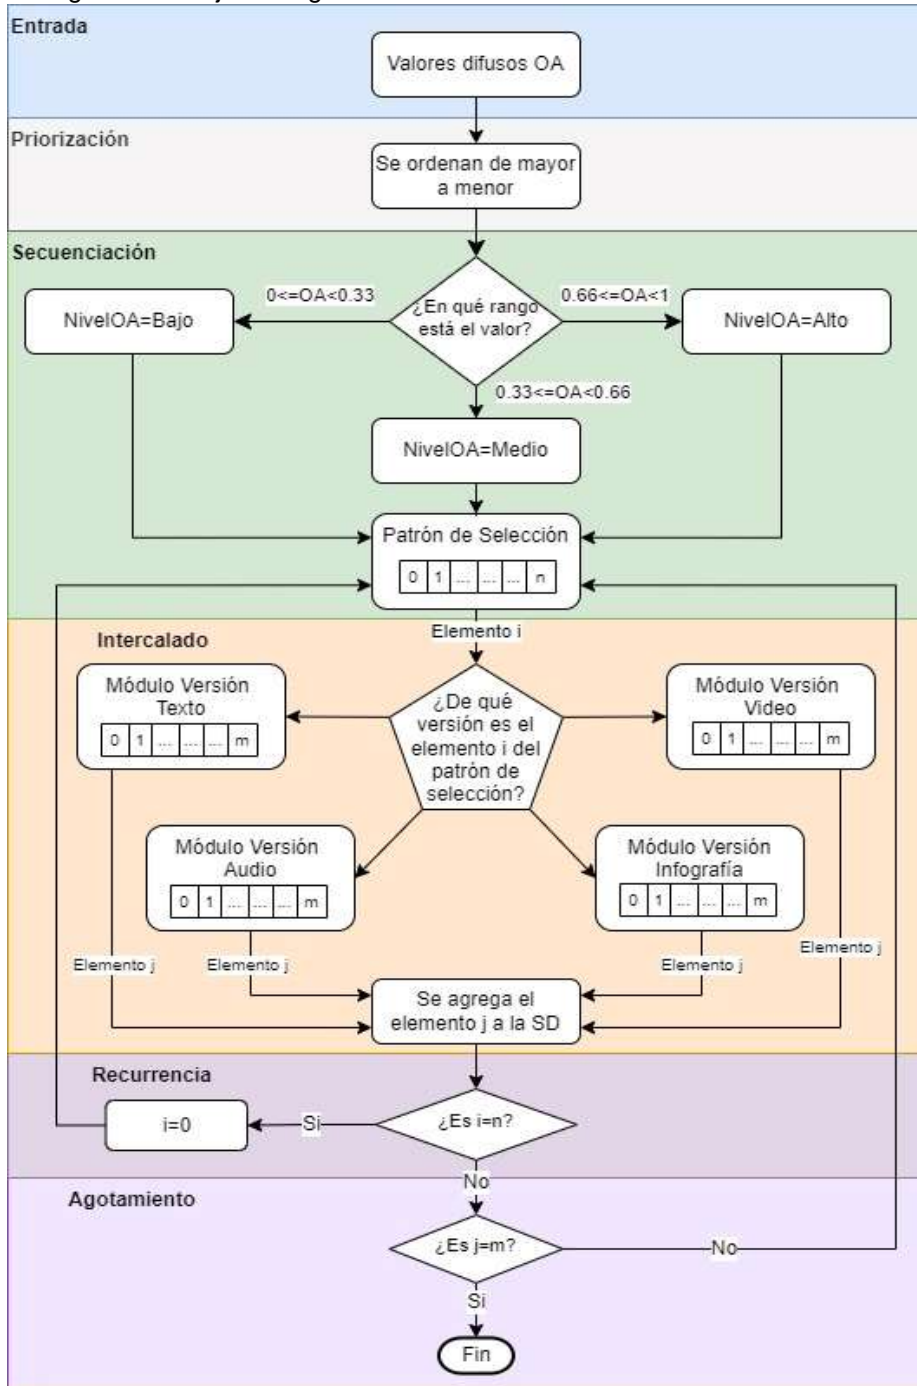 Entrada
Valores difusos OA
Priorización
Se ordenan de mayor
a menor
Secuenciación
0<=OA<0.33
¿En qué rango
está el valor?
0.66<=OA<1
NivelOA=Bajo
NivelOA=Alto
0.33<=OA<0.66
NivelOA=Medio
Patrón de Selección
0 1 ... ... ... n
Elemento i
Intercalado
Módulo Versión
Texto
0 1 ... ... ... m
¿De qué
versión es el
elemento i del
patrón de
selección?
Módulo Versión
Video
0 1 ... ... ... m
Módulo Versión
Audio
0 1 ... ... ... m
Módulo Versión
Infografía
0 1 ... ... ... m
Elemento j
Elemento j
Elemento j
Elemento j
Se agrega el
elemento j a la SD
Recurrencia
i=0
Si
¿Es i=n?
No
Agotamiento
¿Es j=m?
No
Si
Fin